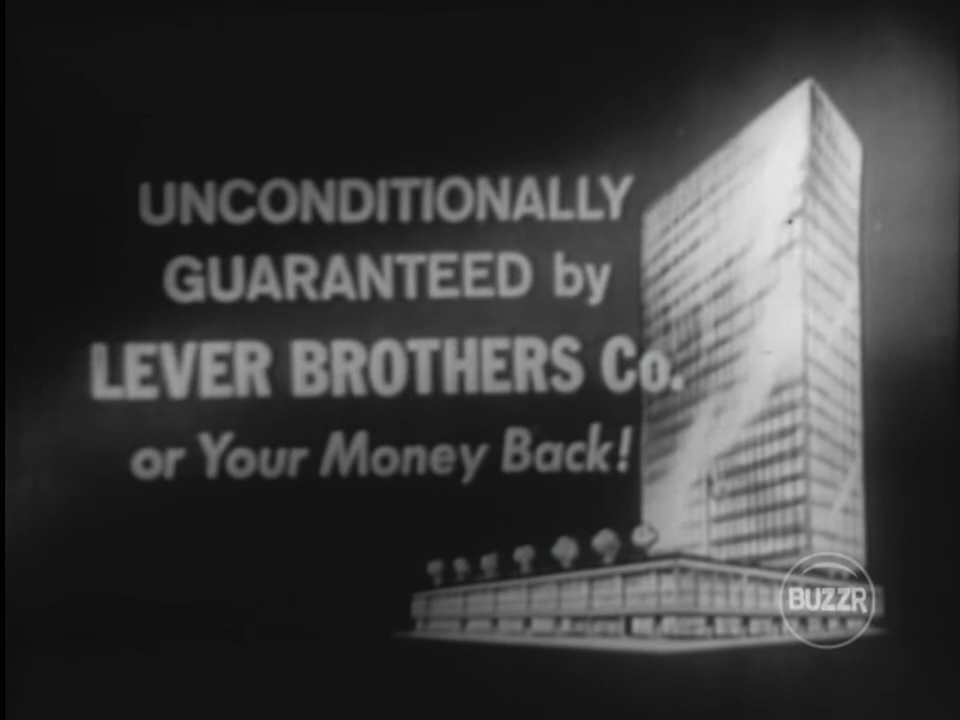 UNCONDITIONALLY
GUARANTEED by
LEVER BROTHERS Co.
or Your Money Back!
BUZZR